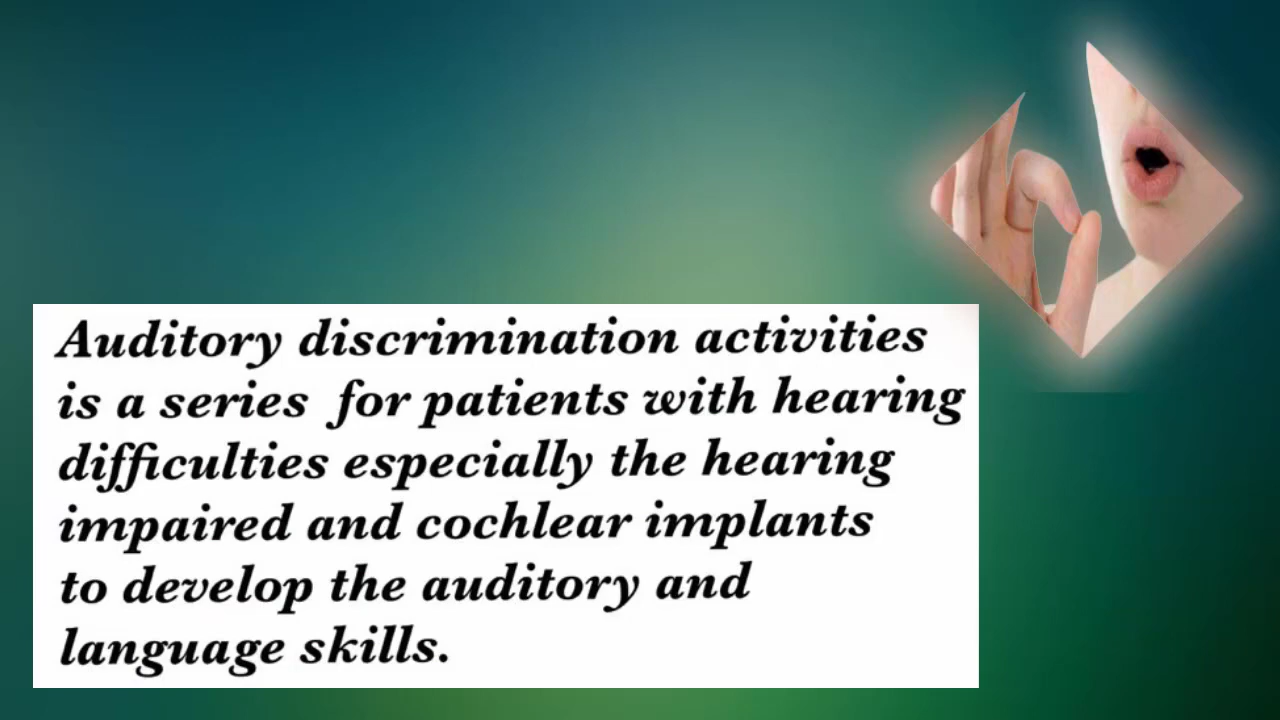 Auditory discrimination activities
is a series for patients with hearing
difficulties especially the hearing
impaired and cochlear implants
to develop the auditory and
language skills.